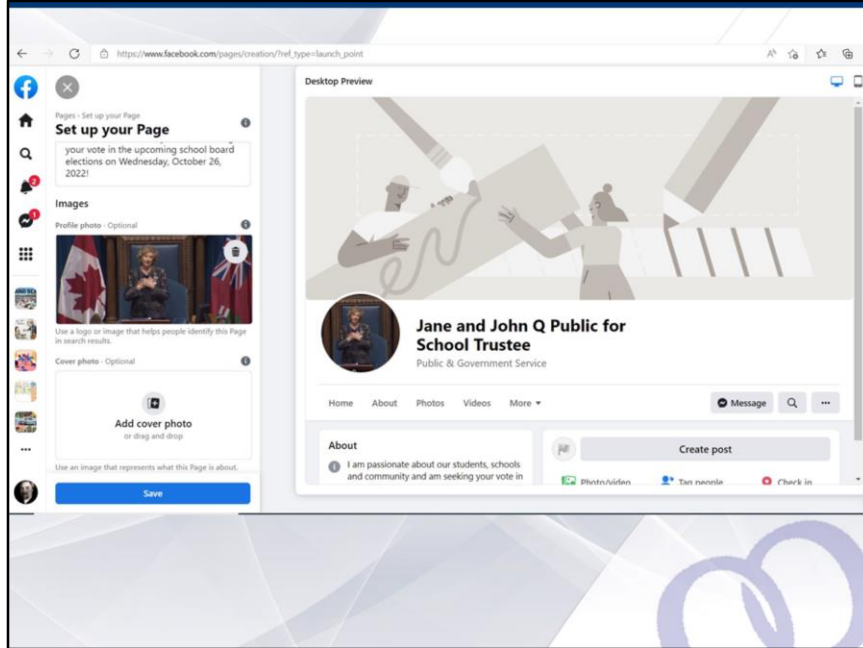 https://www.facebook.com/pages/creation/?ref_type=launch_point
Pages · Set up your Page
Set up your Page
your vote in the upcoming school board
elections on Wednesday, October 26,
2022!
Images
Profile photo · Optional
Use a logo or image that helps people identify this Page
in search results.
Cover photo · Optional
Add cover photo
or drag and drop
Use an image that represents what this Page is about.
Save
2
1
Desktop Preview
Jane and John Q Public for
School Trustee
Public & Government Service
Home About Photos Videos More
Message
About
I am passionate about our students, schools
and community and am seeking your vote in
Create post
Photo/video Tag people Check in